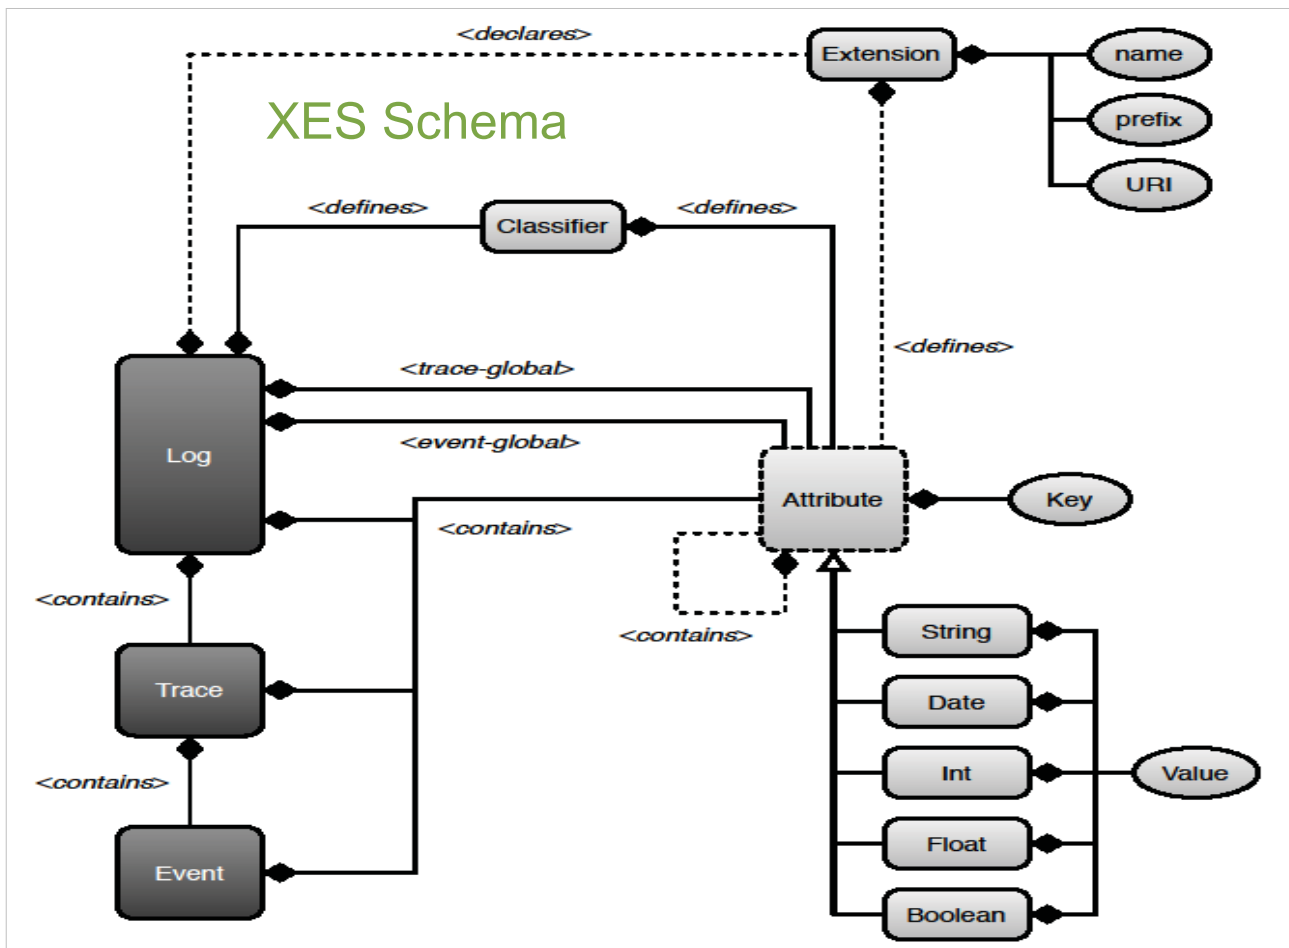 <declares>
Extension
name
XES Schema
prefix
URI
<defines>
Classifier
<defines>
<defines>
<trace-global>
<event-global>
Log
Attribute
Key
<contains>
<contains>
<contains>
String
Trace
Date
<contains>
Int
Value
Float
Event
Boolean